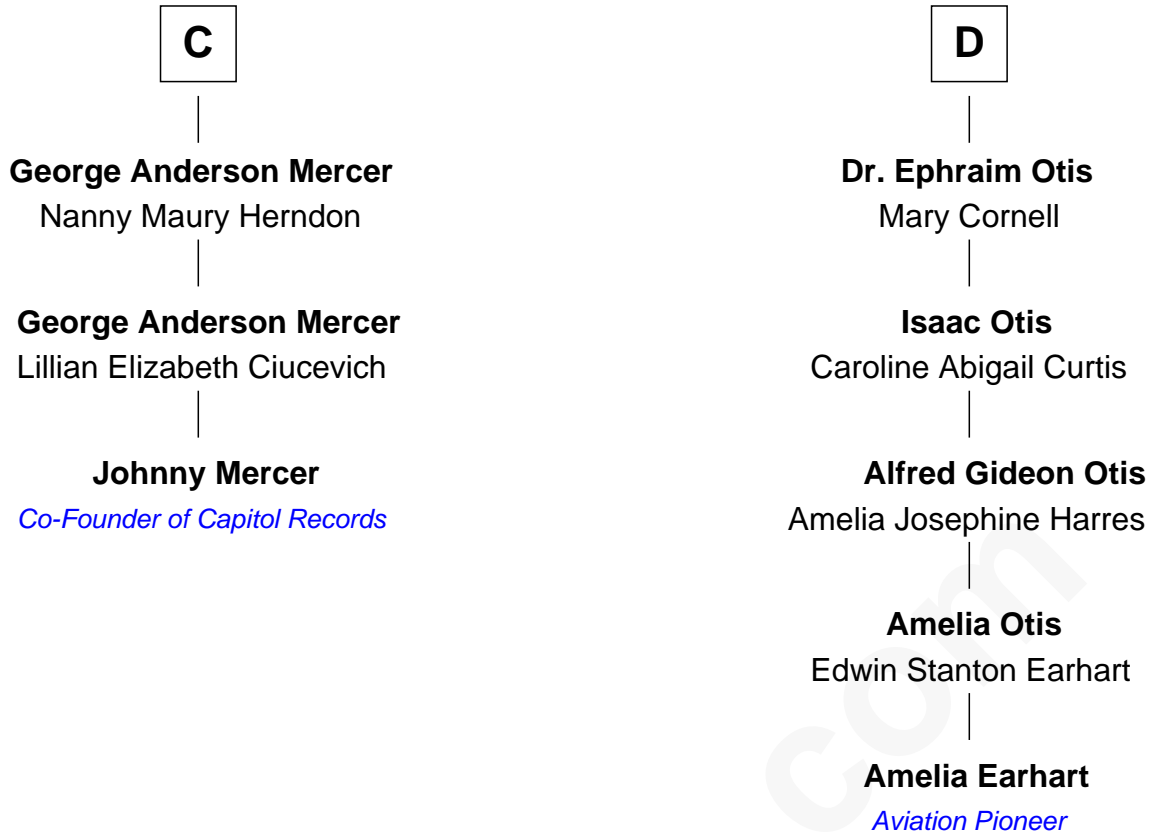 C
George Anderson Mercer
Nanny Maury Herndon
George Anderson Mercer
Lillian Elizabeth Ciucevich
Johnny Mercer
Co-Founder of Capitol Records
D
Dr. Ephraim Otis
Mary Cornell
Isaac Otis
Caroline Abigail Curtis
Alfred Gideon Otis
Amelia Josephine Harres
Amelia Otis
Edwin Stanton Earhart
Amelia Earhart
Aviation Pioneer
com